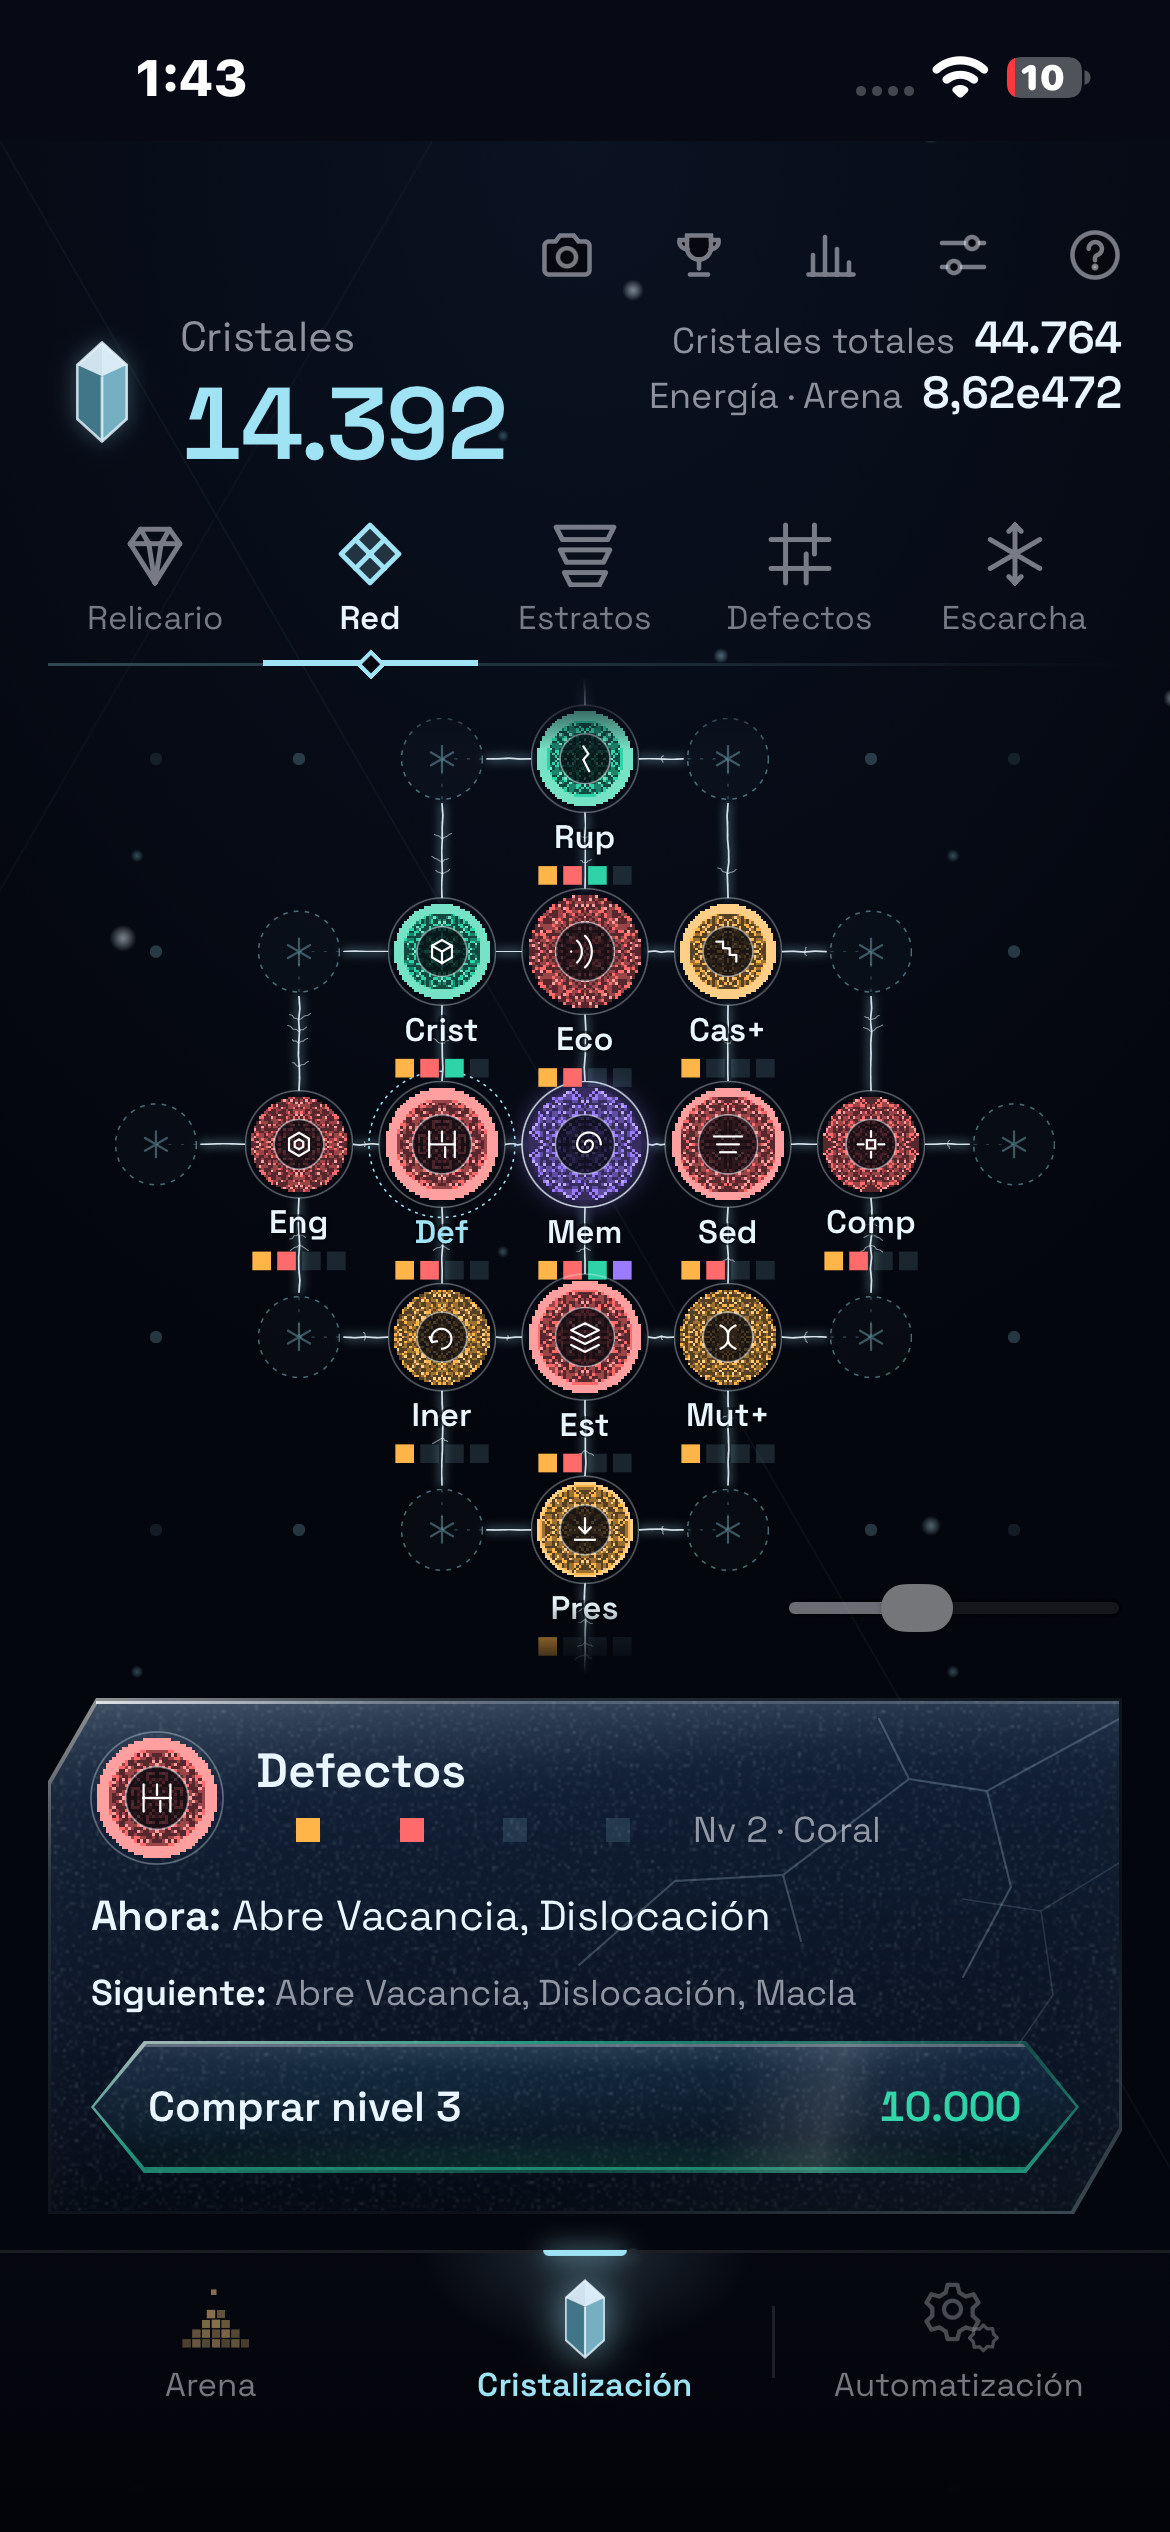 1:43
10
Cristales
14.392
Cristales totales 44.764
Energía · Arena 8,62e472
Relicario
Red
Estratos
Defectos
Escarcha
Rup
Crist
Eco
Cas+
Eng
Def
Mem
Sed
Comp
Iner
Est
Mut+
Pres
Defectos
Nv 2 · Coral
Ahora: Abre Vacancia, Dislocación
Siguiente: Abre Vacancia, Dislocación, Macla
Comprar nivel 3
10.000
Arena
Cristalización
Automatización